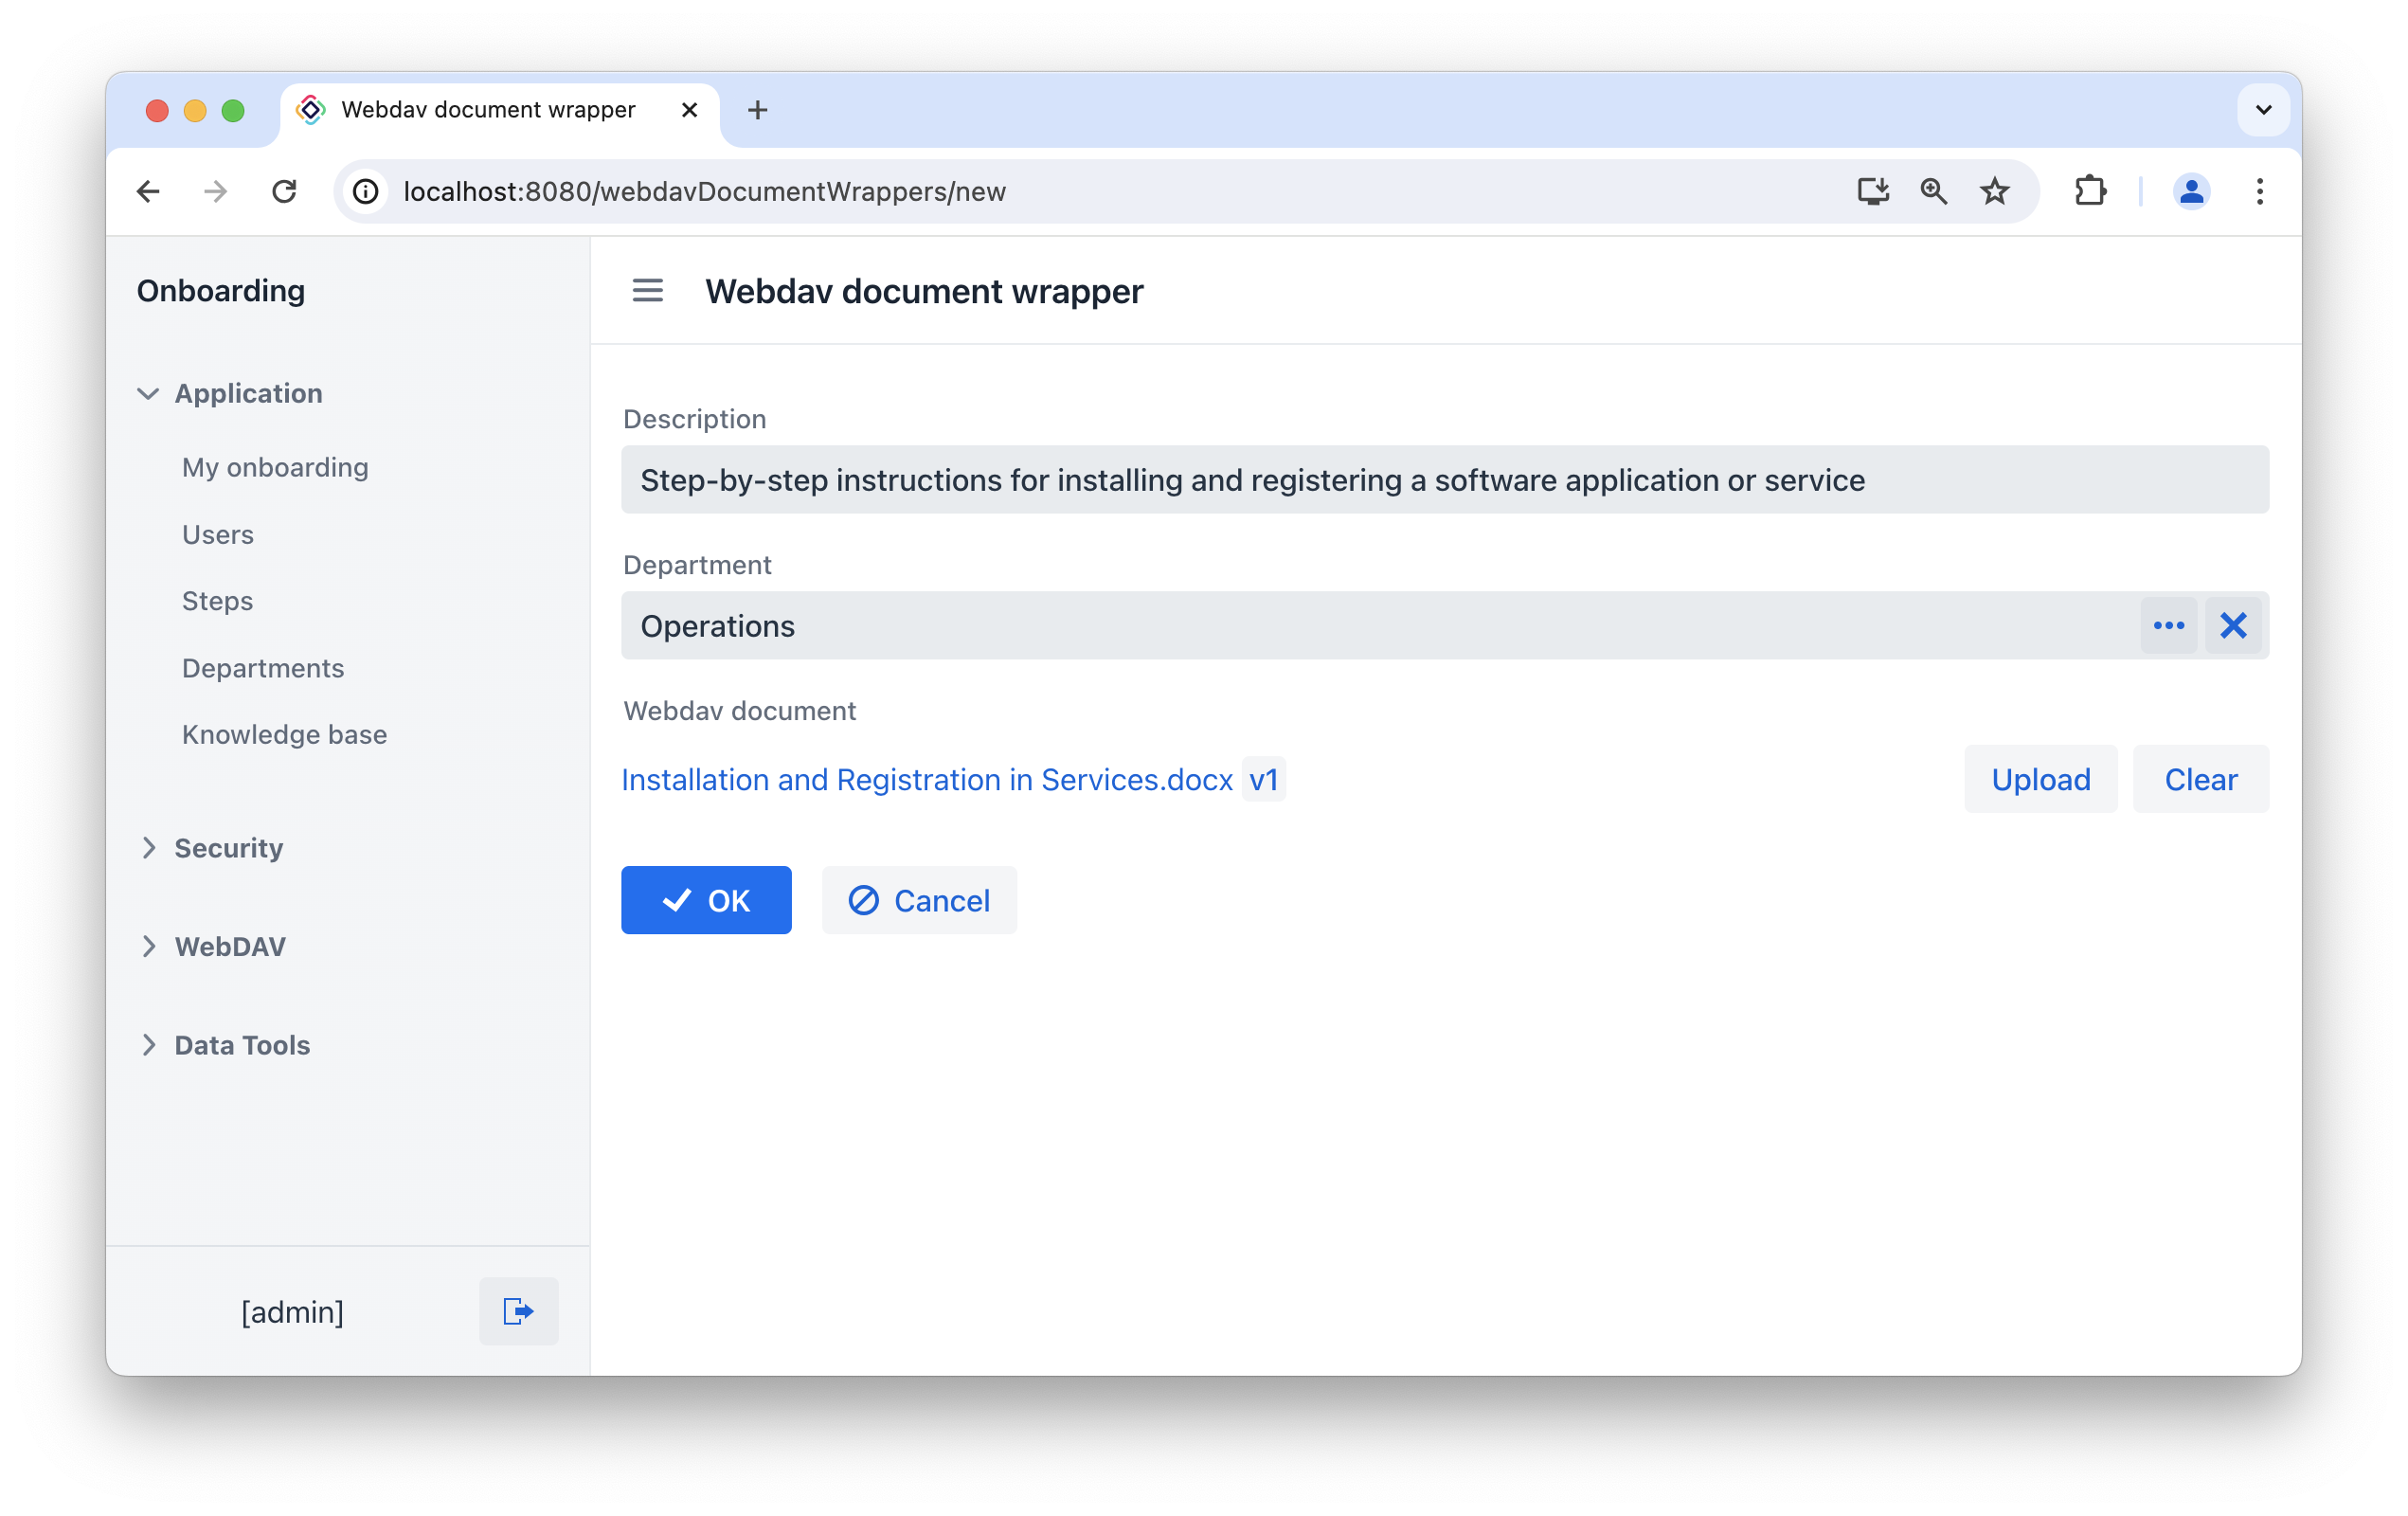 Webdav document wrapper
localhost:8080/webdavDocumentWrappers/new
Onboarding
Application
My onboarding
Users
Steps
Departments
Knowledge base
Security
WebDAV
Data Tools
[admin]
Webdav document wrapper
Description
Step-by-step instructions for installing and registering a software application or service
Department
Operations
Webdav document
Installation and Registration in Services.docx v1
Upload Clear
OK Cancel